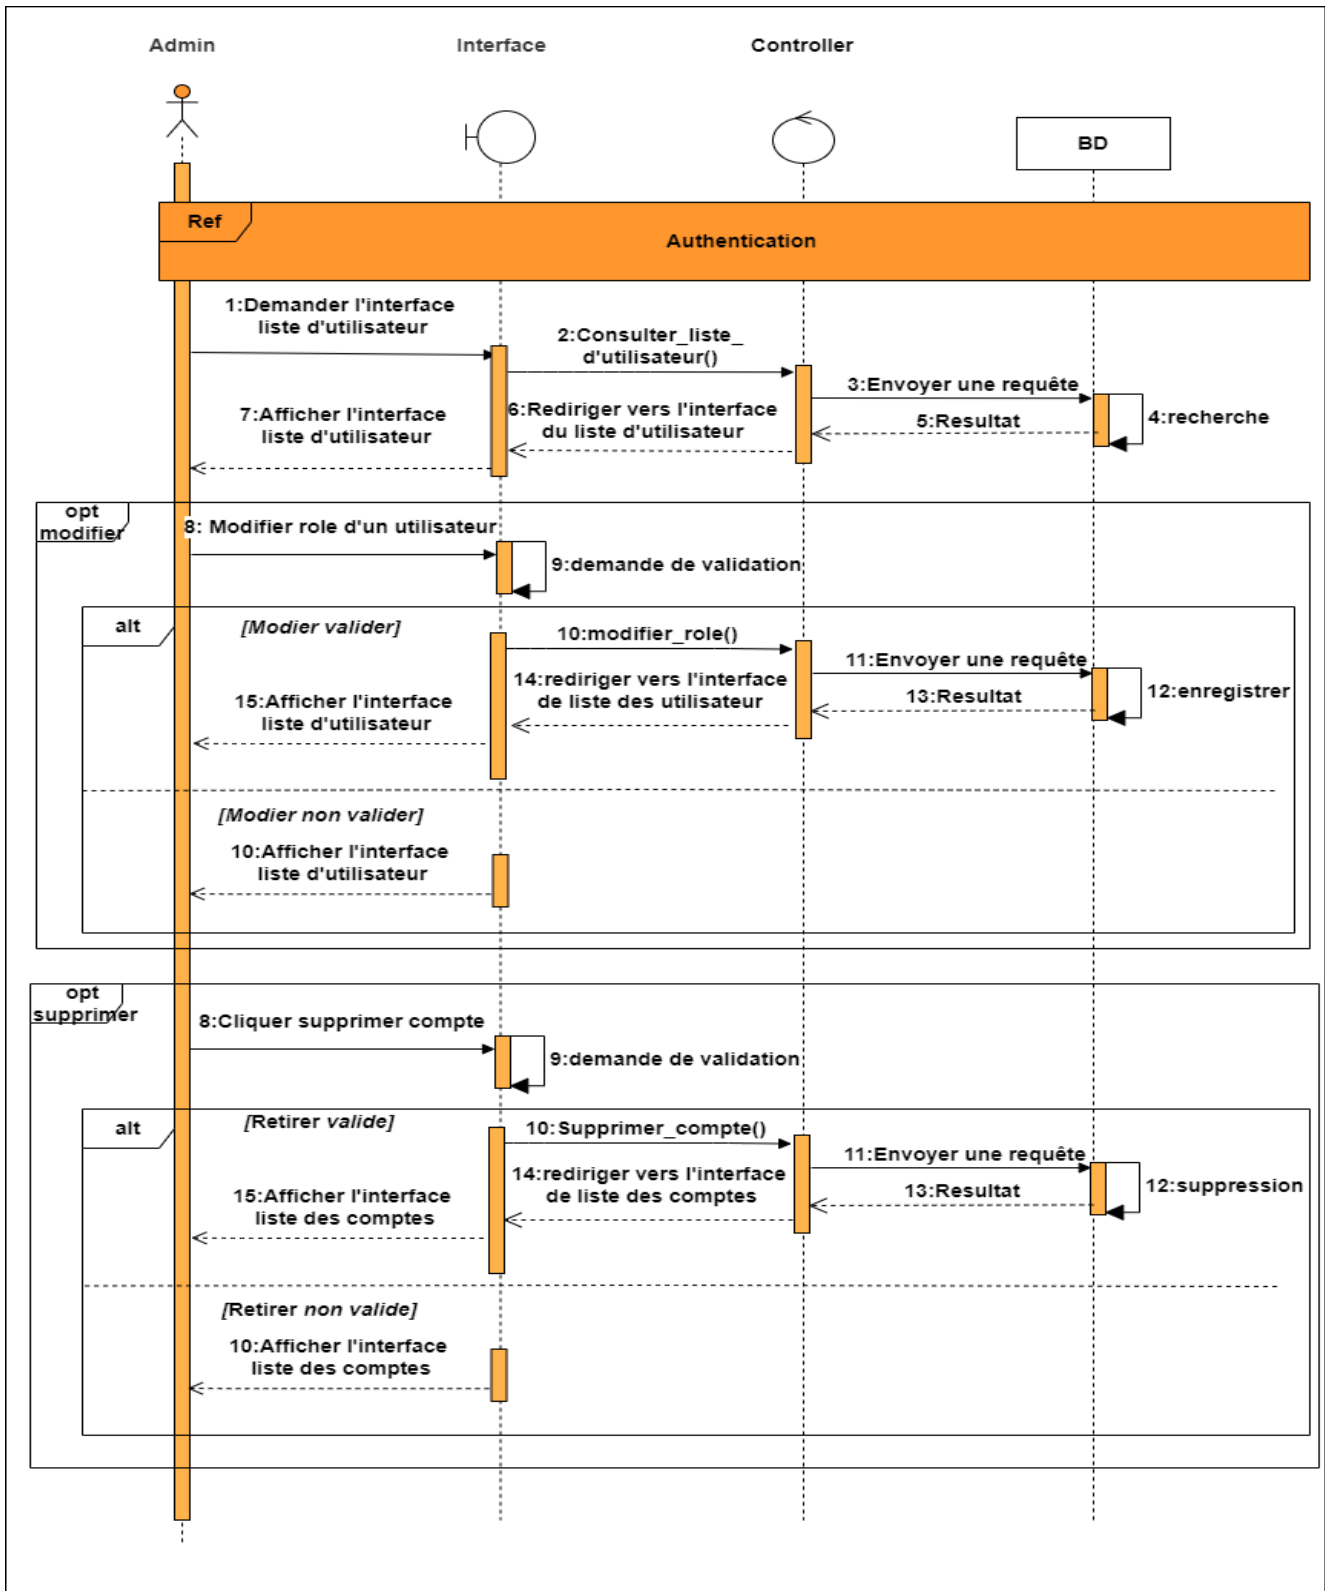 Admin
Interface
Controller
BD
Ref
Authentication
1:Demander l'interface
liste d'utilisateur
2:Consulter_liste_
d'utilisateur()
3:Envoyer une requête
4:recherche
5:Resultat
6:Rediriger vers l'interface
du liste d'utilisateur
7:Afficher l'interface
liste d'utilisateur
opt
modifier
8: Modifier role d'un utilisateur
9:demande de validation
alt
[Modier valider]
10:modifier_role()
11:Envoyer une requête
12:enregistrer
13:Resultat
14:rediriger vers l'interface
de liste des utilisateur
15:Afficher l'interface
liste d'utilisateur
[Modier non valider]
10:Afficher l'interface
liste d'utilisateur
opt
supprimer
8:Cliquer supprimer compte
9:demande de validation
alt
[Retirer valide]
10:Supprimer_compte()
11:Envoyer une requête
12:suppression
13:Resultat
14:rediriger vers l'interface
de liste des comptes
15:Afficher l'interface
liste des comptes
[Retirer non valide]
10:Afficher l'interface
liste des comptes